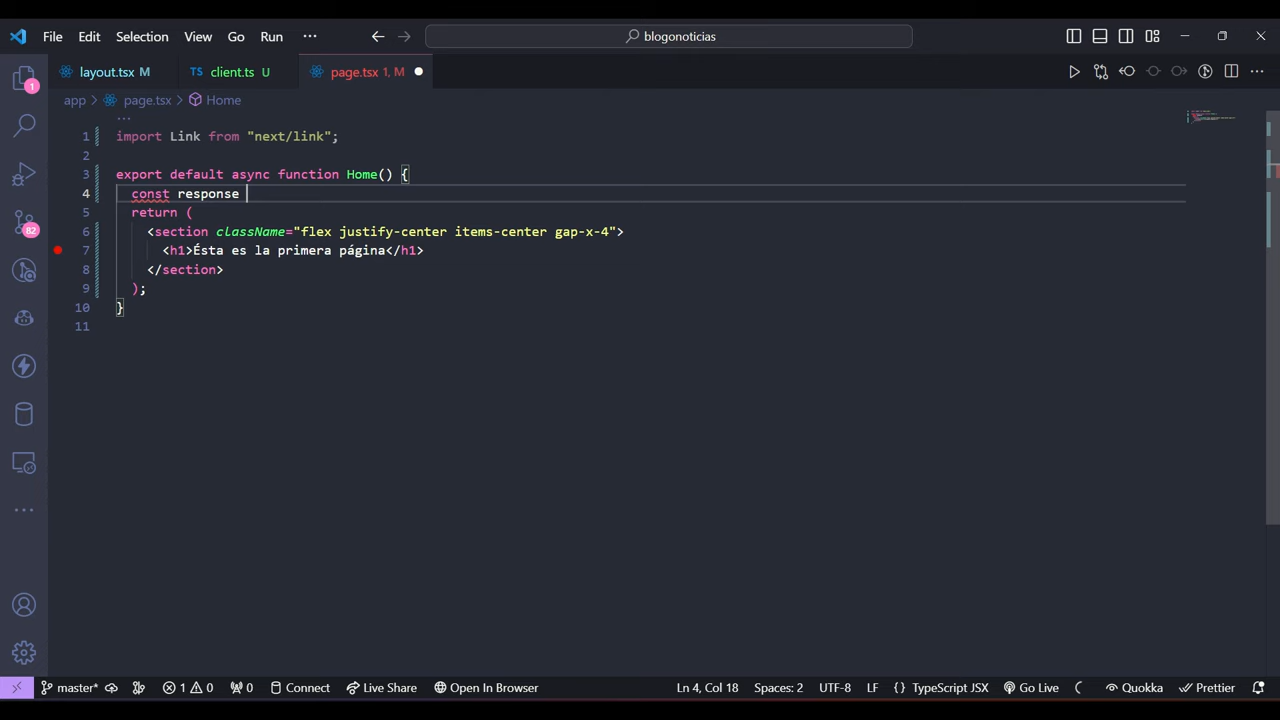 File Edit Selection View Go Run ··· blogonoticias
layout.tsx M TS client.ts U page.tsx 1, M
app > page.tsx > Home
...
1 import Link from "next/link";
2
3 export default async function Home() {
4 const response
5 return (
6 <section className="flex justify-center items-center gap-x-4">
7 <h1>Ésta es la primera página</h1>
8 </section>
9 );
10 }
11
1
82
master* 1 0 0 Connect Live Share Open In Browser Ln 4, Col 18 Spaces: 2 UTF-8 LF {} TypeScript JSX Go Live Quokka Prettier